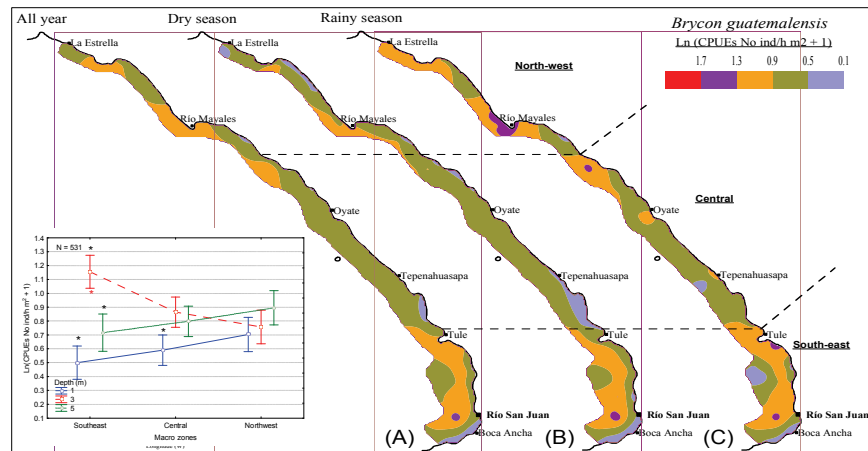 All year
Dry season
Rainy season
Brycon guatemalensis
Ln (CPUEs No ind/h m2 + 1)
1.7 1.3 0.9 0.5 0.1
La Estrella
La Estrella
La Estrella
North-west
Río Mayales
Río Mayales
Río Mayales
Central
Oyate
Oyate
Oyate
Tepenahuasapa
Tepenahuasapa
Tepenahuasapa
Tule
Tule
Tule
South-east
Río San Juan
Río San Juan
Río San Juan
Boca Ancha
Boca Ancha
Boca Ancha
(A)
(B)
(C)
N = 531
Ln(CPUEs No ind/h m² + 1)
1.4
1.3
1.2
1.1
1.0
0.9
0.8
0.7
0.6
0.5
0.4
0.3
0.2
0.1
* * * * *
Depth (m)
1
3
5
Southeast Central Northwest
Macro zones